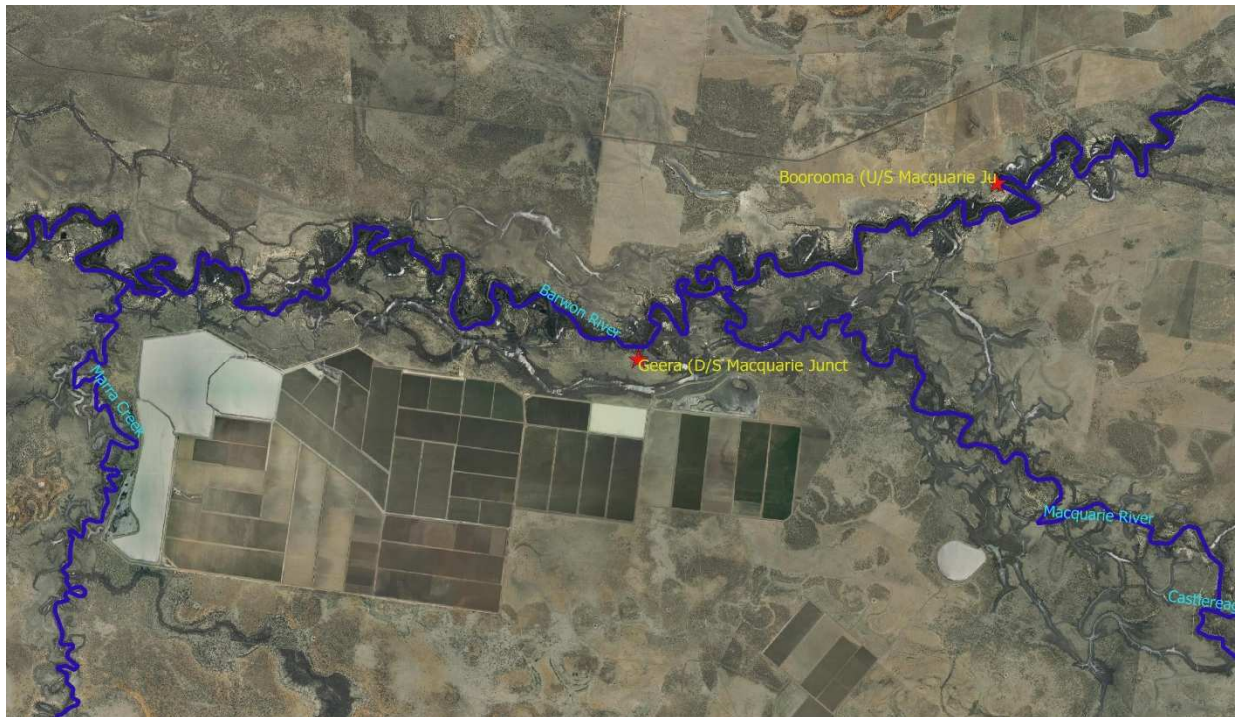 Boorooma (U/S Macquarie Ju
Barwon River
Geera (D/S Macquarie Junct
Marra Creek
Macquarie River
Castlereag